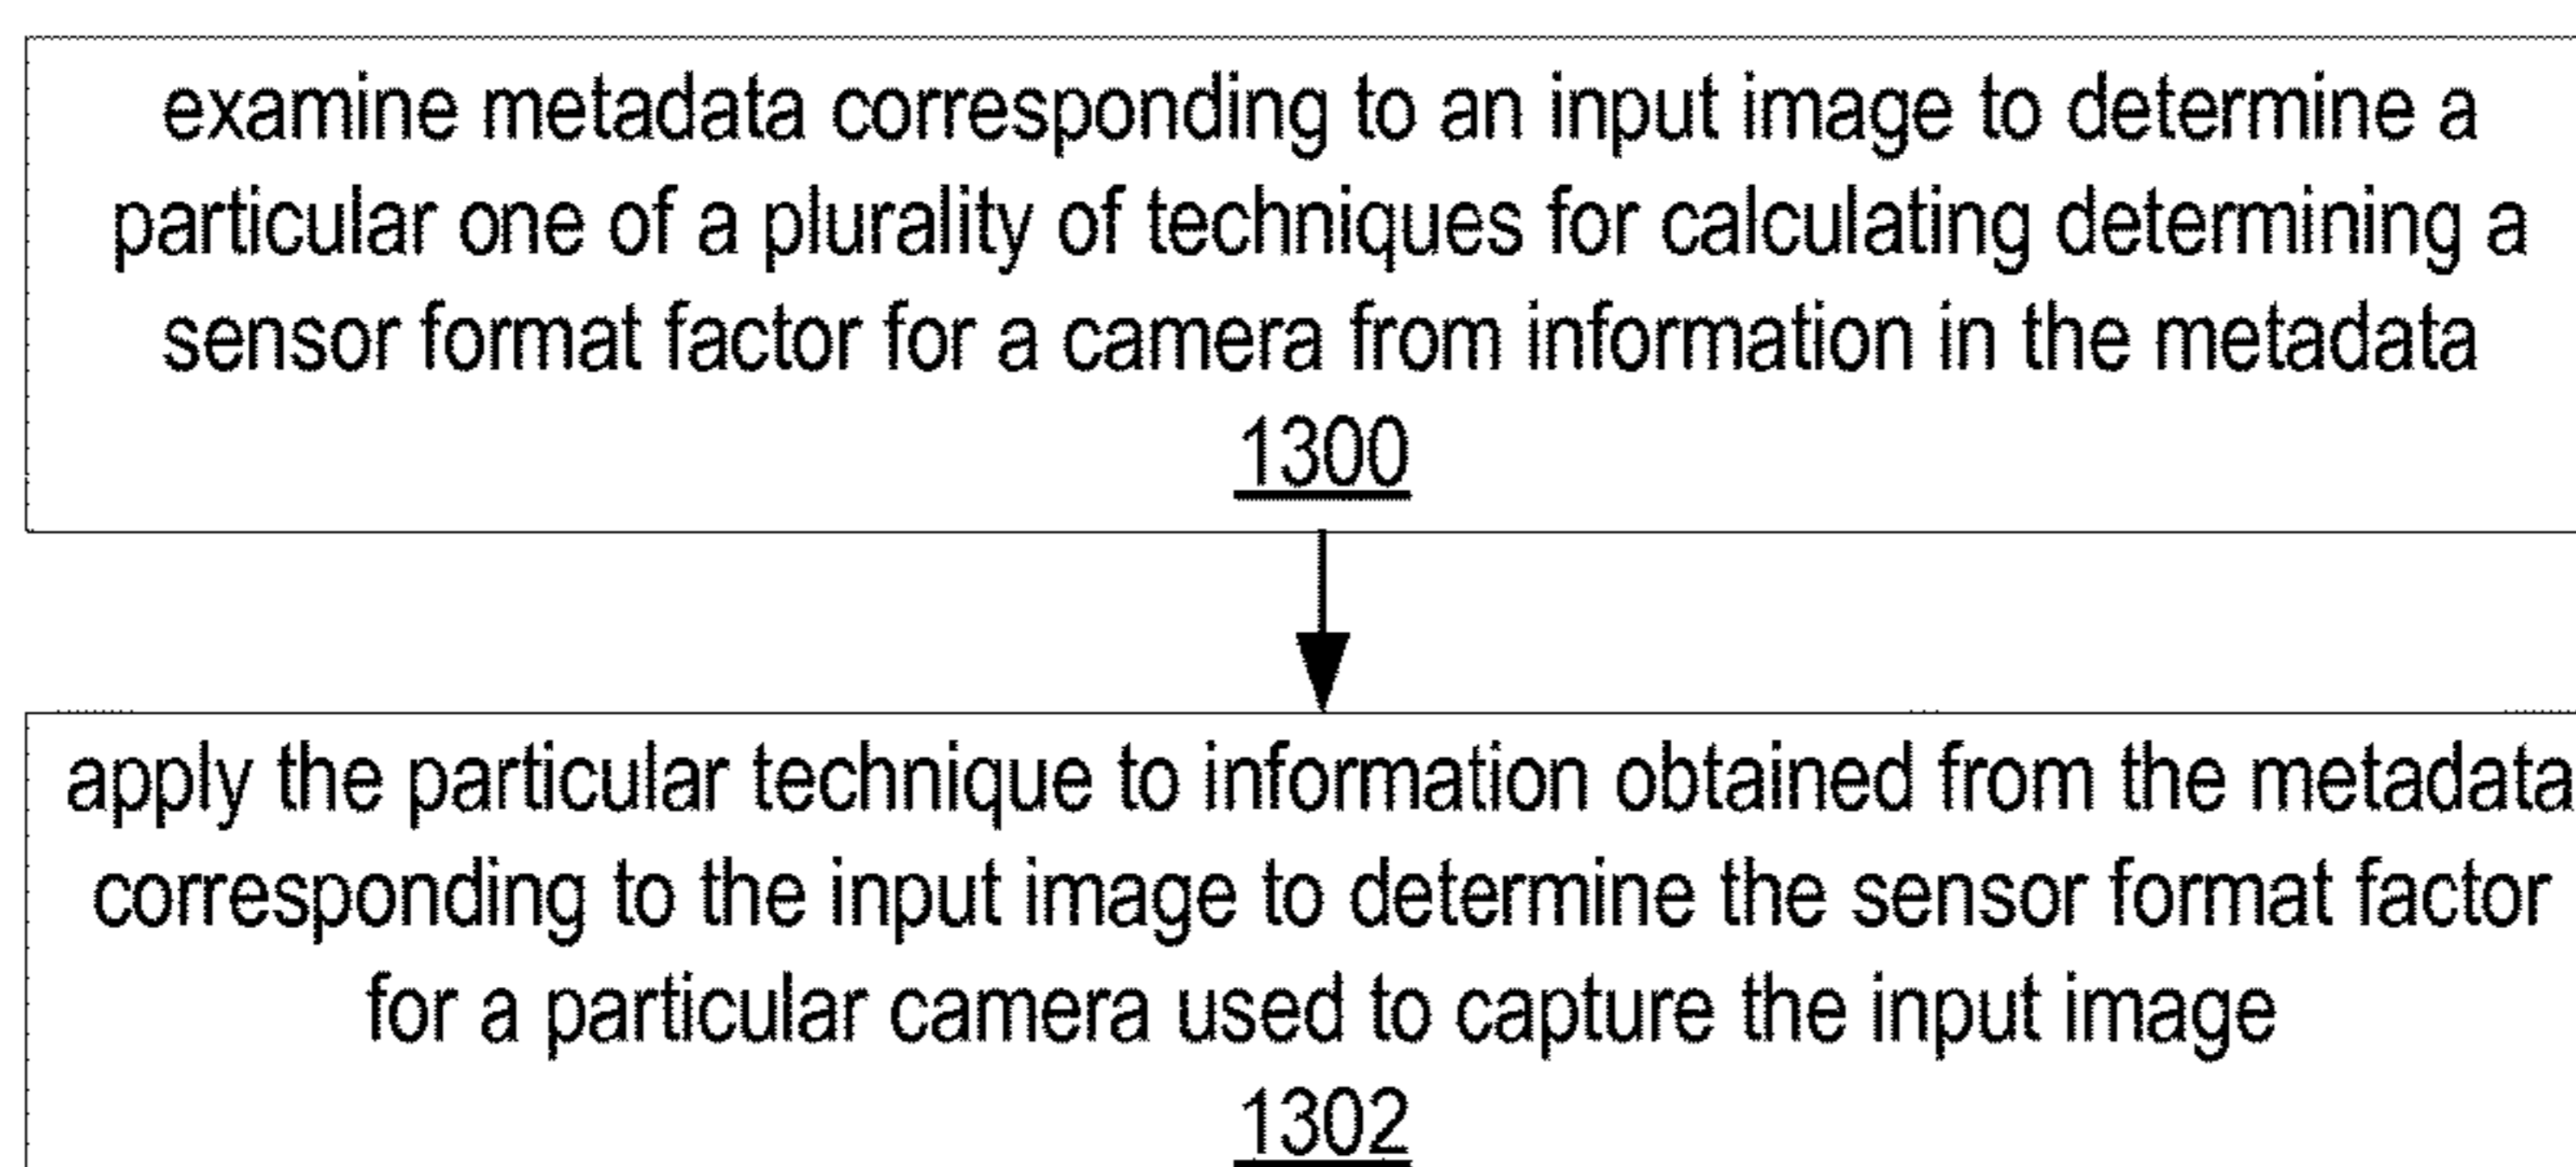 examine metadata corresponding to an input image to determine a
particular one of a plurality of techniques for calculating determining a
sensor format factor for a camera from information in the metadata
1300
apply the particular technique to information obtained from the metadata
corresponding to the input image to determine the sensor format factor
for a particular camera used to capture the input image
1302